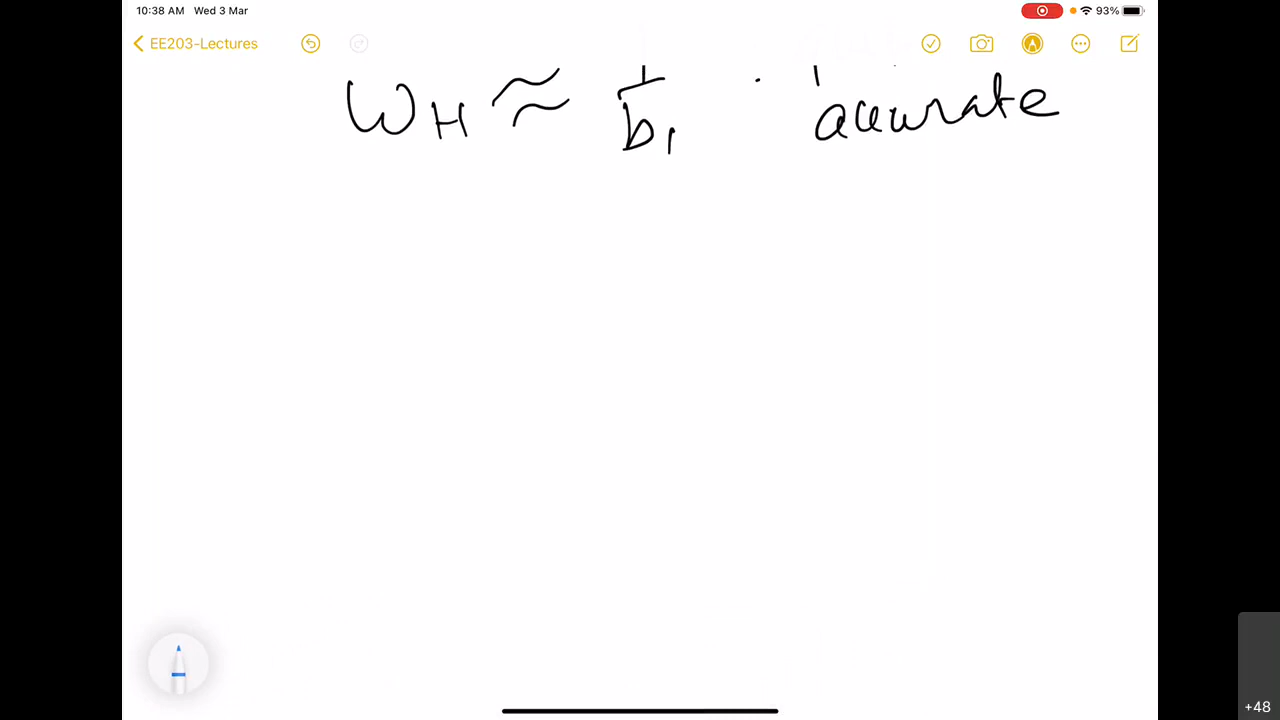 10:38 AM Wed 3 Mar 93%
EE203-Lectures
ωH ≈ 1/b1 accurate
+48